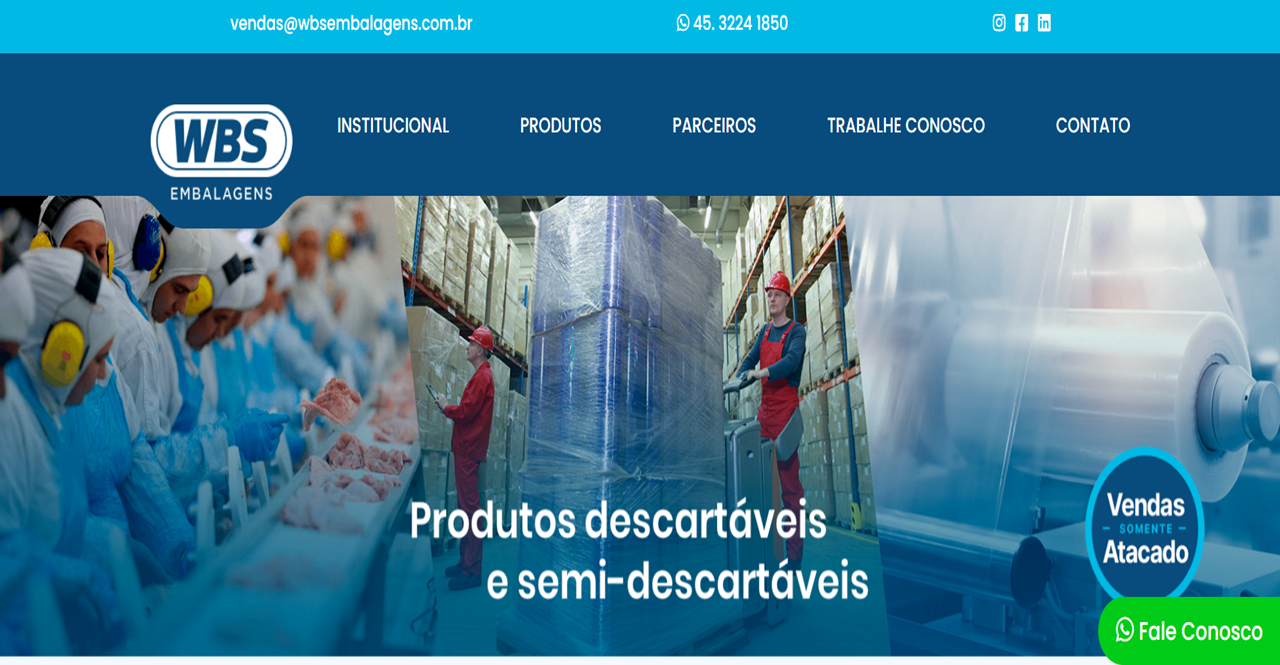 vendas@wbsembalagens.com.br
45. 3224 1850
WBS
EMBALAGENS
INSTITUCIONAL
PRODUTOS
PARCEIROS
TRABALHE CONOSCO
CONTATO
Produtos descartáveis
e semi-descartáveis
Vendas
SOMENTE
Atacado
Fale Conosco